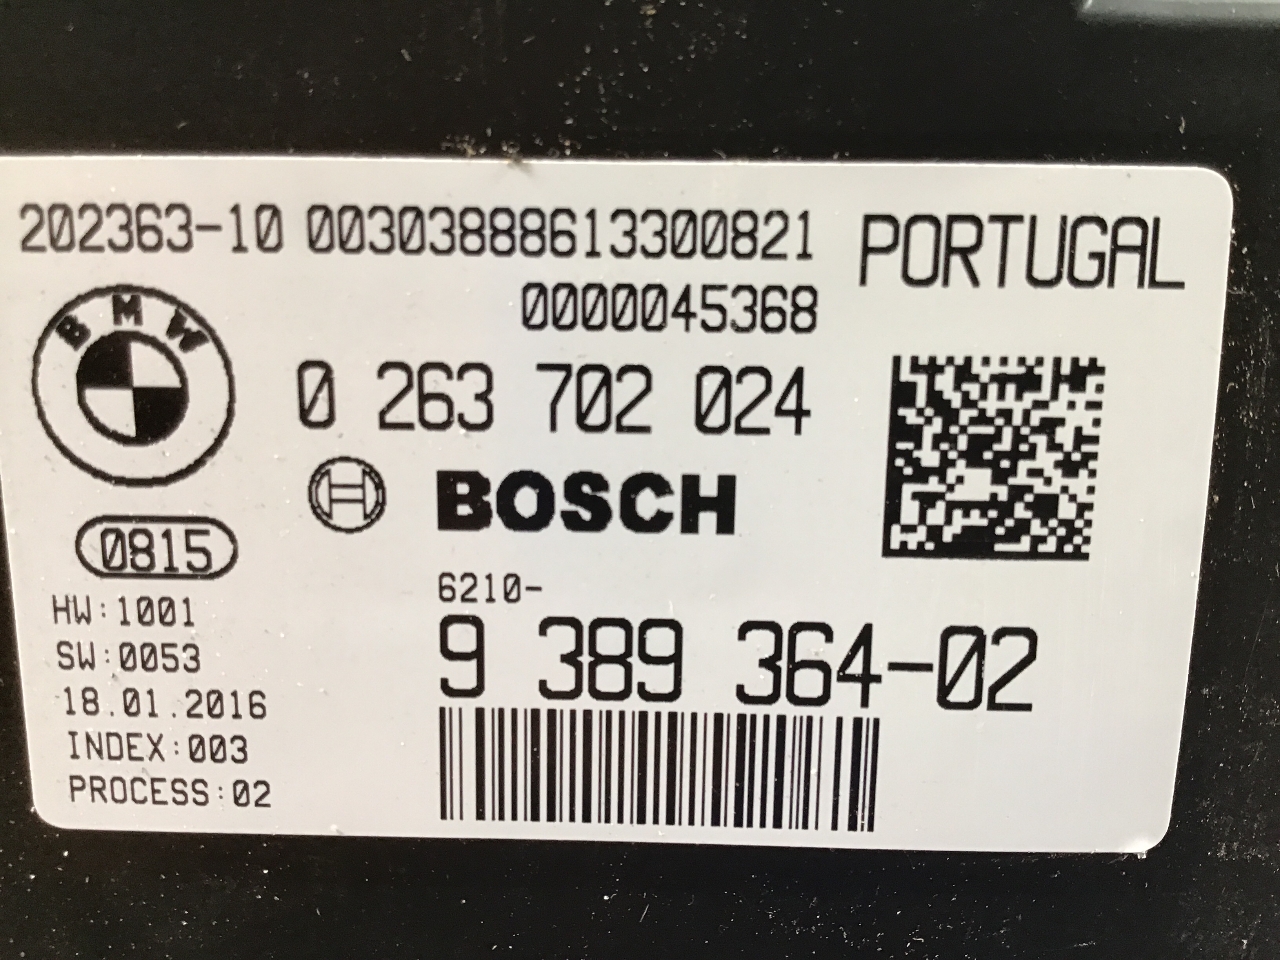 202363-10 00303888613300821 PORTUGAL
0000045368
BMW
0 263 702 024
BOSCH
0815
6210-
HW:1001
9 389 364-02
SW:0053
18.01.2016
INDEX:003
PROCESS:02